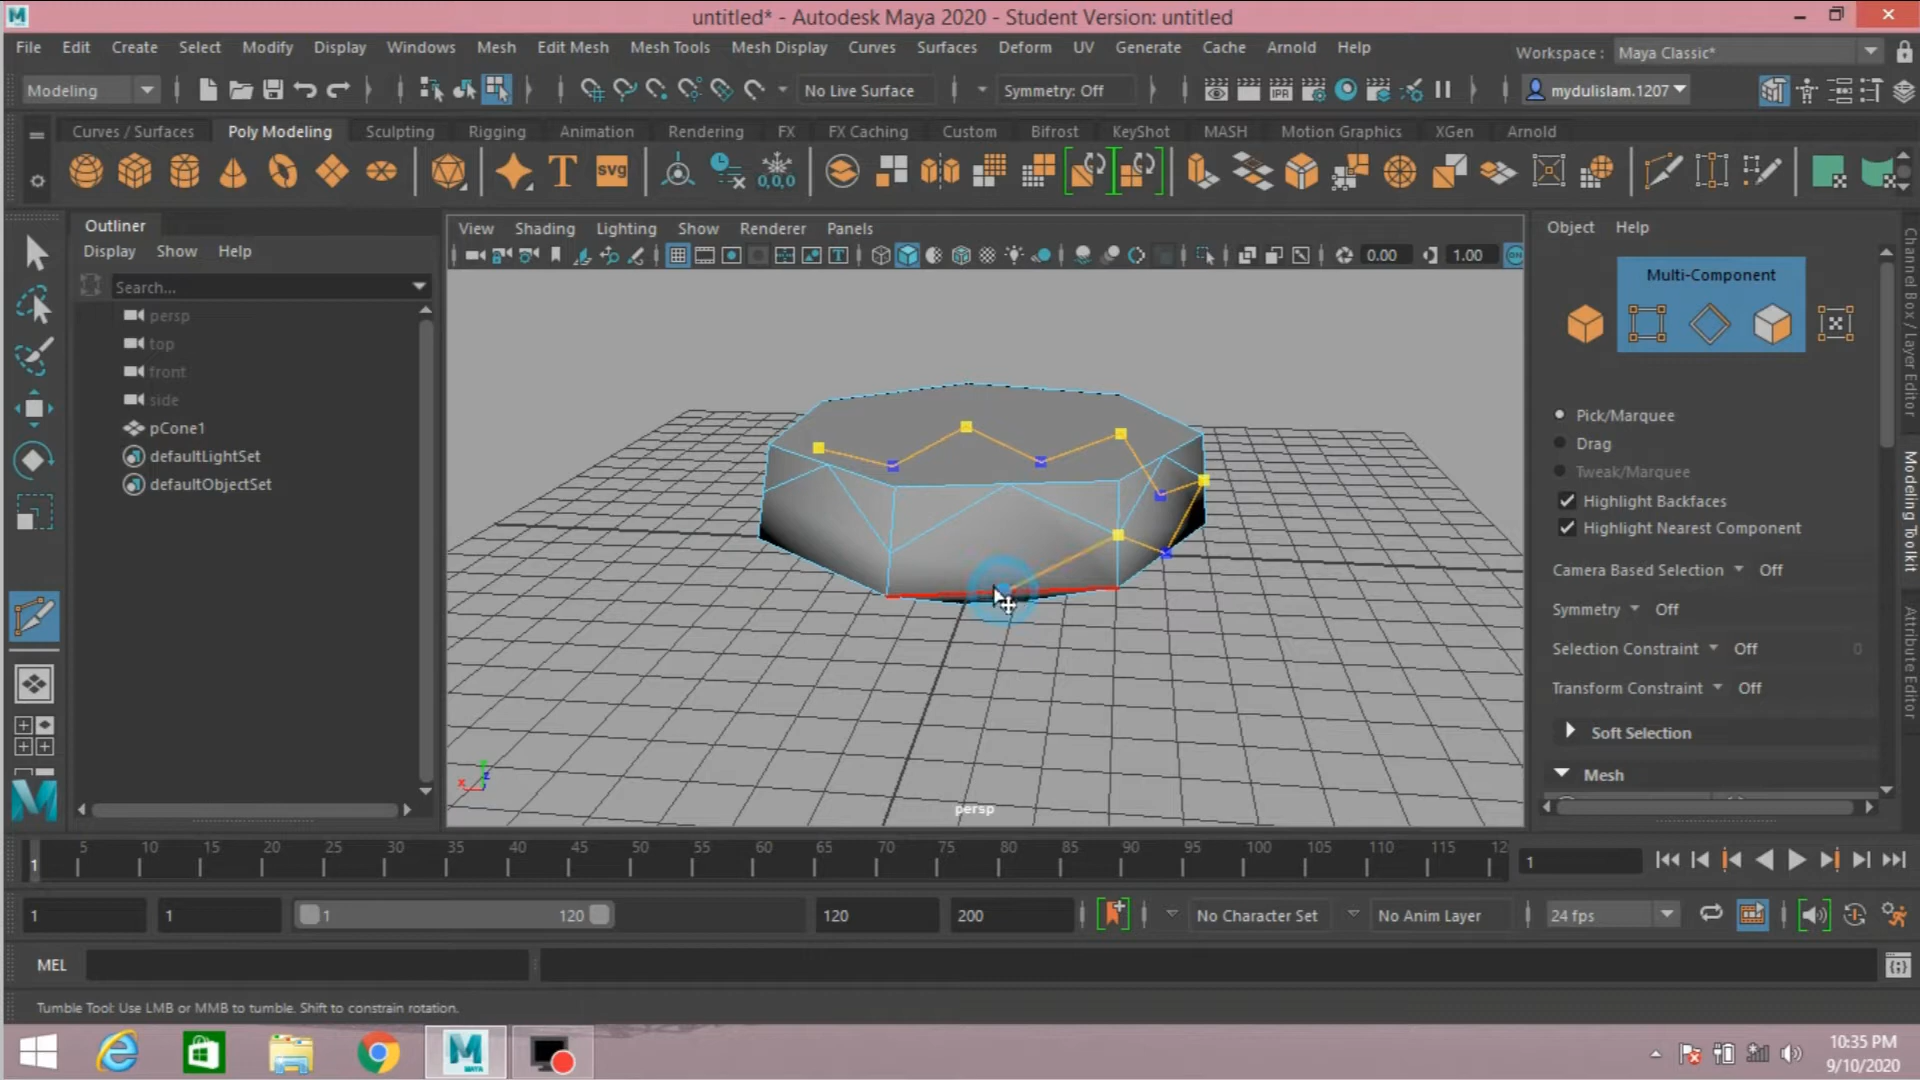 untitled* - Autodesk Maya 2020 - Student Version: untitled
File Edit Create Select Modify Display Windows Mesh Edit Mesh Mesh Tools Mesh Display Curves Surfaces Deform UV Generate Cache Arnold Help
Workspace : Maya Classic*
Modeling No Live Surface Symmetry: Off IPR mydulislam.1207
Curves / Surfaces Poly Modeling Sculpting Rigging Animation Rendering FX FX Caching Custom Bifrost KeyShot MASH Motion Graphics XGen Arnold
T SVG 0,0,0
Outliner
Display Show Help
Search...
persp
top
front
side
pCone1
defaultLightSet
defaultObjectSet
View Shading Lighting Show Renderer Panels
0.00 1.00 ON
persp
Object Help
Multi-Component
Pick/Marquee
Drag
Tweak/Marquee
Highlight Backfaces
Highlight Nearest Component
Camera Based Selection Off
Symmetry Off
Selection Constraint Off 0
Transform Constraint Off
Soft Selection
Mesh
Channel Box / Layer Editor
Modeling Toolkit
Attribute Editor
1 5 10 15 20 25 30 35 40 45 50 55 60 65 70 75 80 85 90 95 100 105 110 115 12
1
1 1 1 120 120 200 No Character Set No Anim Layer 24 fps
MEL
Tumble Tool: Use LMB or MMB to tumble. Shift to constrain rotation.
10:35 PM
9/10/2020